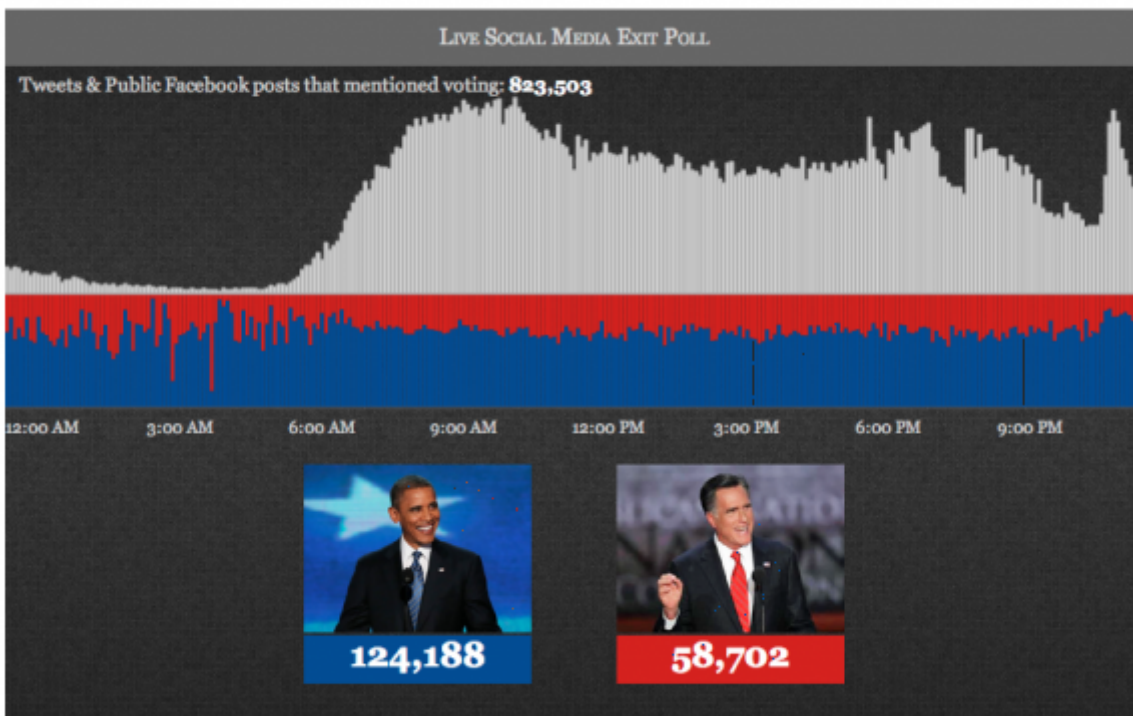 LIVE SOCIAL MEDIA EXIT POLL
Tweets & Public Facebook posts that mentioned voting: 823,503
12:00 AM 3:00 AM 6:00 AM 9:00 AM 12:00 PM 3:00 PM 6:00 PM 9:00 PM
124,188 58,702